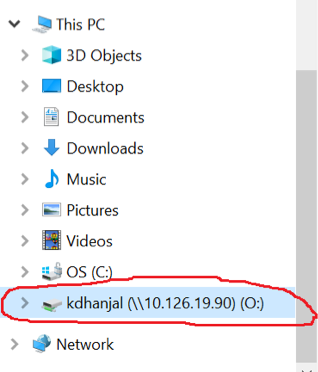 This PC
3D Objects
Desktop
Documents
Downloads
Music
Pictures
Videos
OS (C:)
kdhanjal (\\10.126.19.90) (O:)
Network